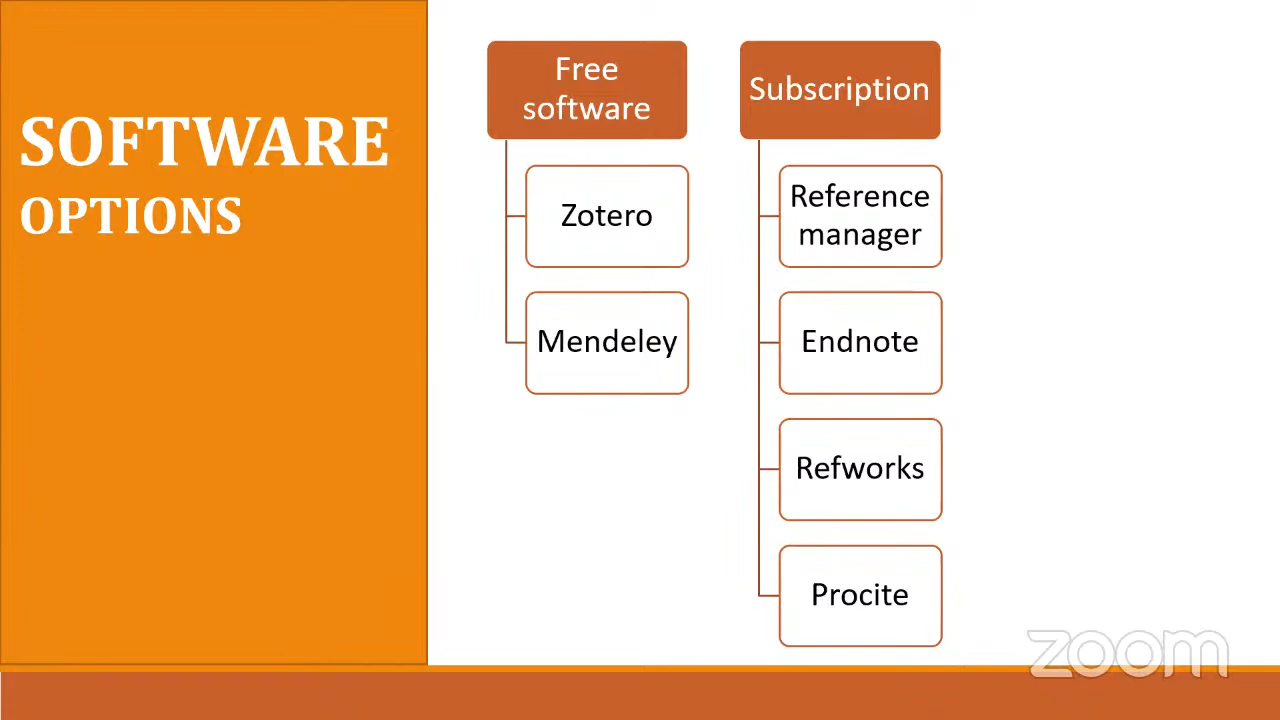 SOFTWARE
OPTIONS
Free
software
Zotero
Mendeley
Subscription
Reference
manager
Endnote
Refworks
Procite
zoom